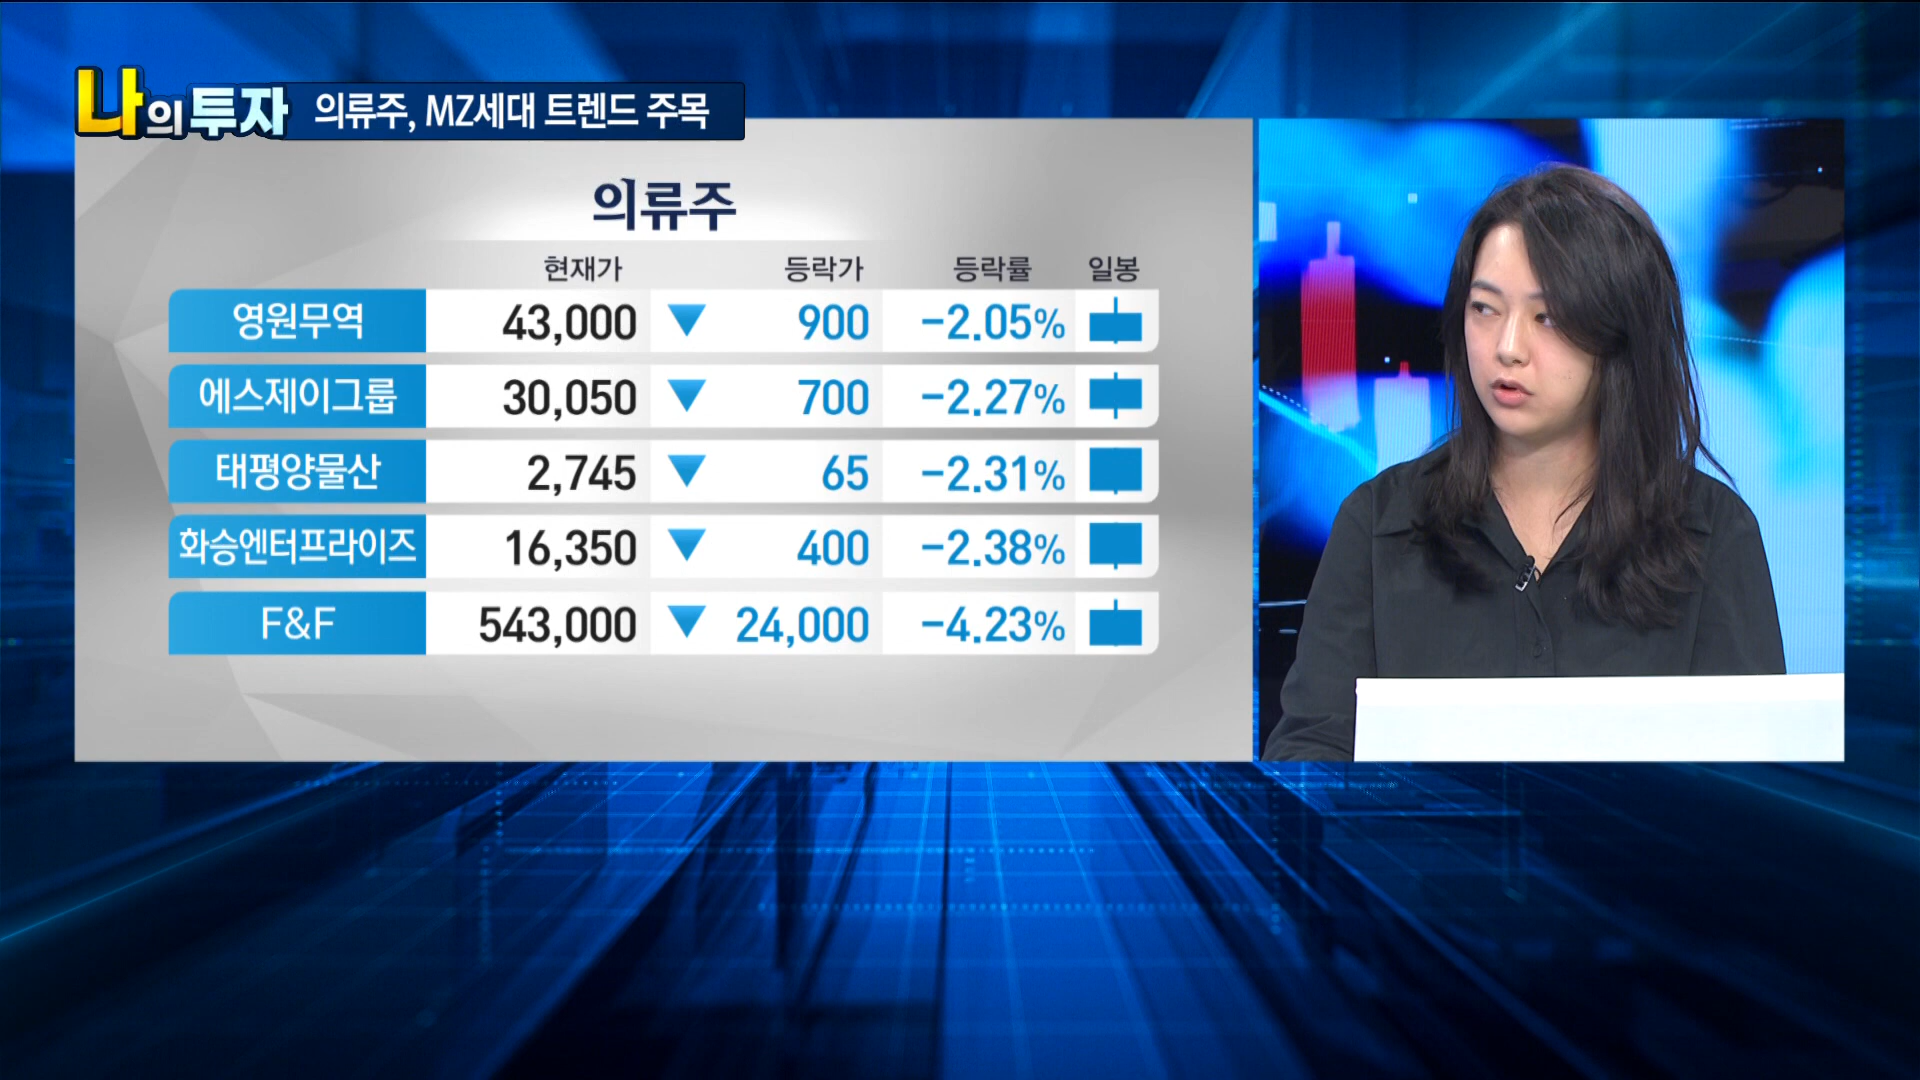 나의 투자 의류주, MZ세대 트렌드 주목
의류주
현재가 등락가 등락률 일봉
영원무역 43,000 ▼ 900 -2.05%
에스제이그룹 30,050 ▼ 700 -2.27%
태평양물산 2,745 ▼ 65 -2.31%
화승엔터프라이즈 16,350 ▼ 400 -2.38%
F&F 543,000 ▼ 24,000 -4.23%